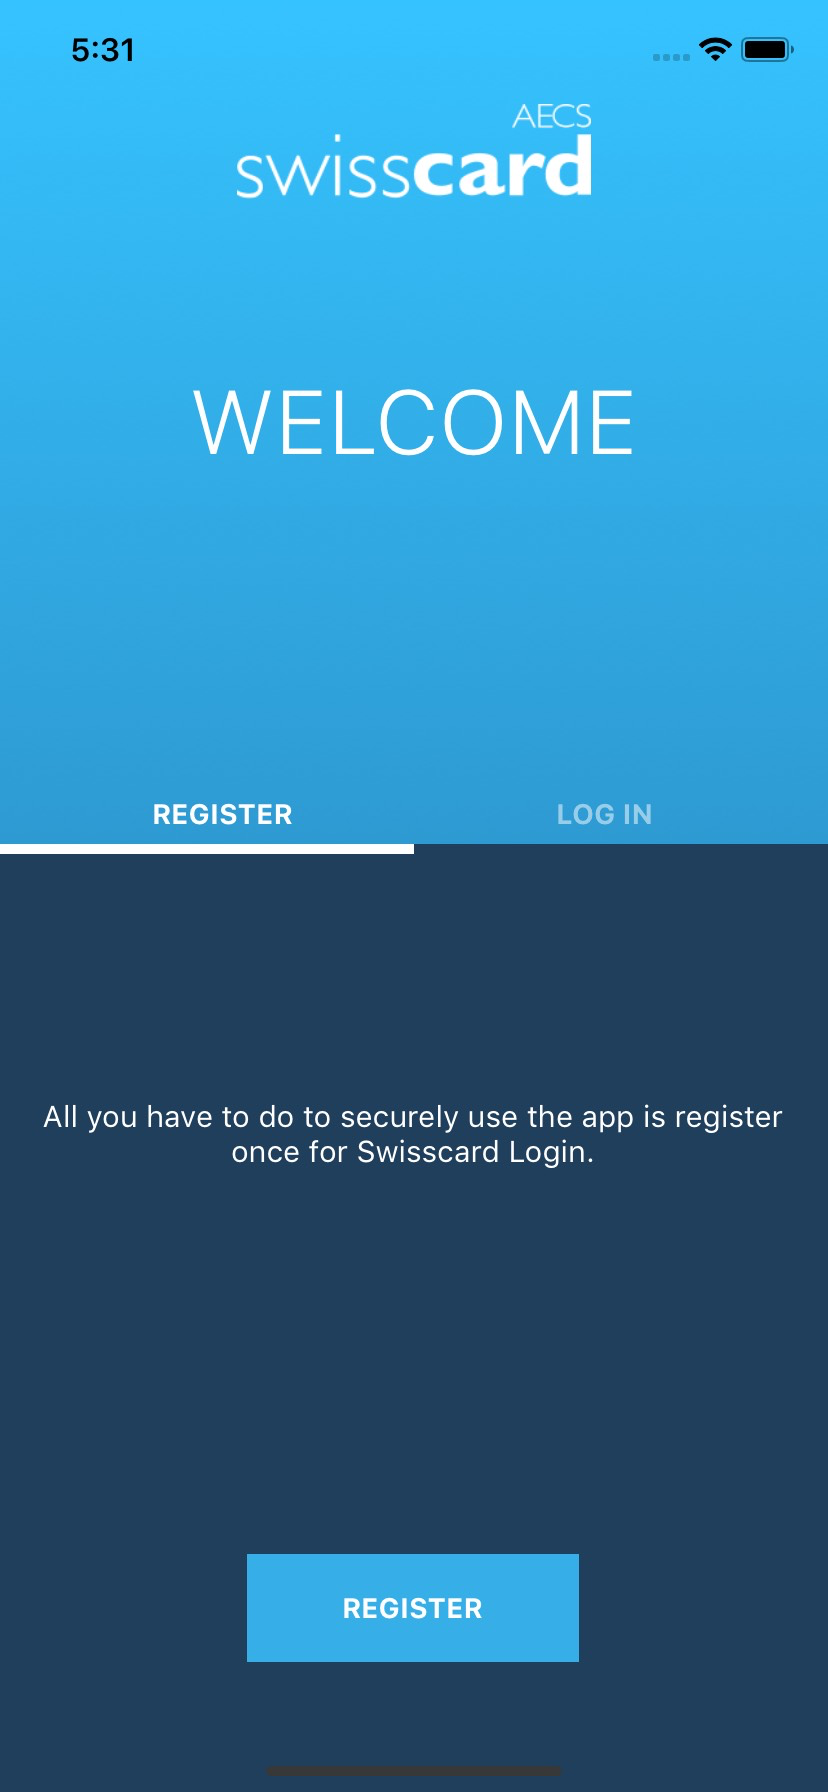 5:31
AECS
swisscard
WELCOME
REGISTER
LOG IN
All you have to do to securely use the app is register
once for Swisscard Login.
REGISTER